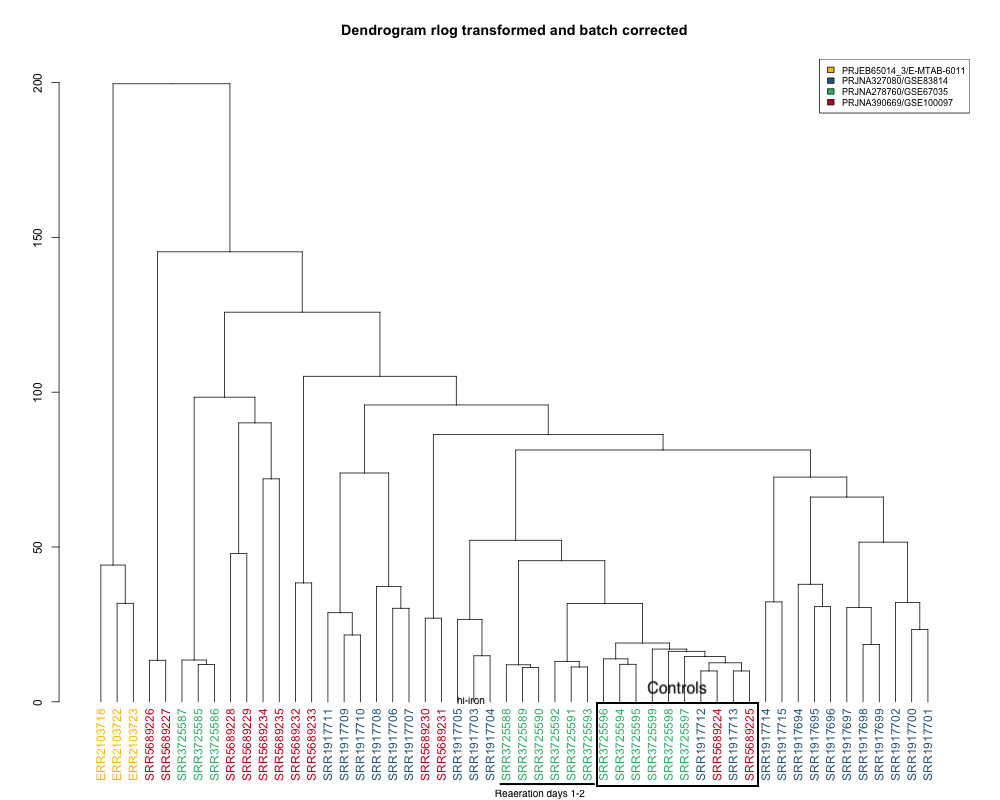 Dendrogram rlog transformed and batch corrected
PRJEB65014_3/E-MTAB-6011
PRJNA327080/GSE83814
PRJNA278760/GSE67035
PRJNA390669/GSE100097
200
150
100
50
0
hi-iron
Controls
ERR2103718
ERR2103722
ERR2103723
SRR5689226
SRR5689227
SRR3725587
SRR3725585
SRR3725586
SRR5689228
SRR5689229
SRR5689234
SRR5689235
SRR5689232
SRR5689233
SRR1917711
SRR1917709
SRR1917710
SRR1917708
SRR1917706
SRR1917707
SRR5689230
SRR5689231
SRR1917705
SRR1917703
SRR1917704
SRR3725588
SRR3725589
SRR3725590
SRR3725592
SRR3725591
SRR3725593
SRR3725596
SRR3725594
SRR3725595
SRR3725599
SRR3725598
SRR3725597
SRR1917712
SRR5689224
SRR1917713
SRR5689225
SRR1917714
SRR1917715
SRR1917694
SRR1917695
SRR1917696
SRR1917697
SRR1917698
SRR1917699
SRR1917702
SRR1917700
SRR1917701
Reaeration days 1-2